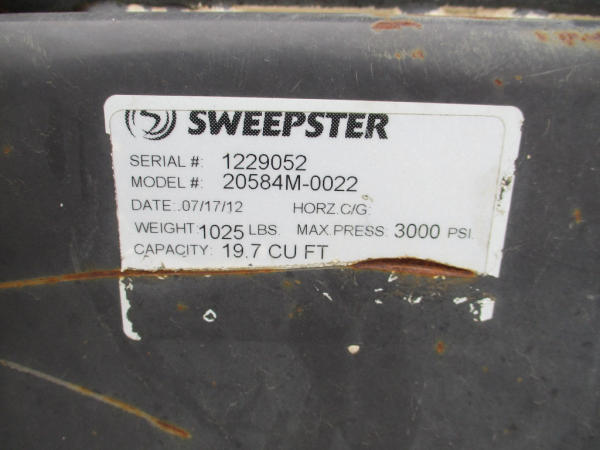 SWEEPSTER
SERIAL #: 1229052
MODEL #: 20584M-0022
DATE: .07/17/12 HORZ.C/G:
WEIGHT: 1025 LBS. MAX.PRESS: 3000 PSI.
CAPACITY: 19.7 CU FT